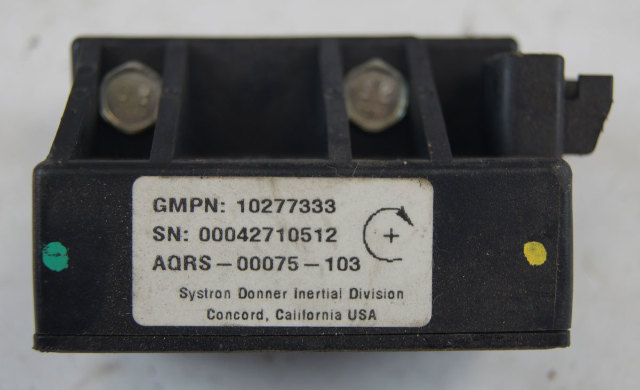 GMPN: 10277333
SN: 00042710512
AQRS-00075-103
Systron Donner Inertial Division
Concord, California USA